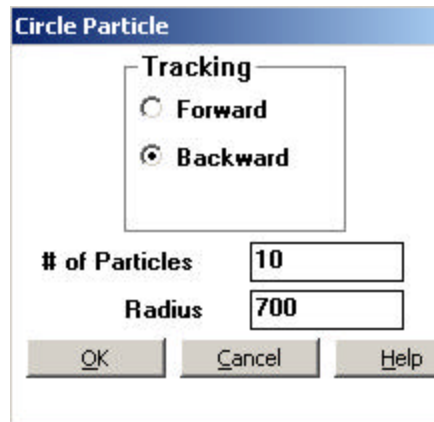 Circle Particle
Tracking
Forward
Backward
# of Particles 10
Radius 700
OK Cancel Help